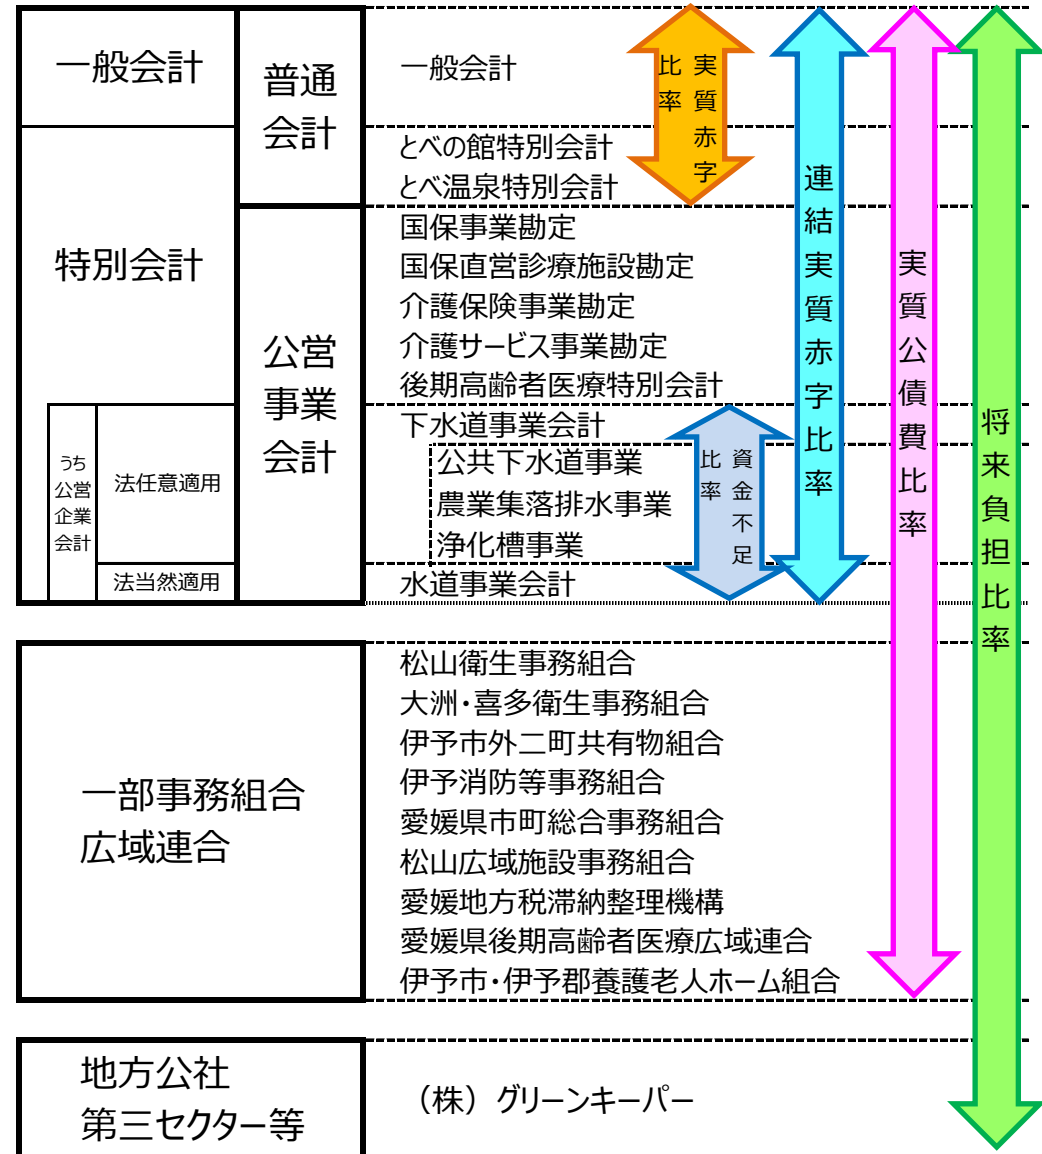 一般会計
普通
会計
一般会計
特別会計
とべの館特別会計
とべ温泉特別会計
公営
事業
会計
国保事業勘定
国保直営診療施設勘定
介護保険事業勘定
介護サービス事業勘定
後期高齢者医療特別会計
うち
公営
企業
会計
法任意適用
下水道事業会計
公共下水道事業
農業集落排水事業
浄化槽事業
法当然適用
水道事業会計
実質赤字
比率
資金不足
比率
連結実質赤字比率
実質公債費比率
将来負担比率
一部事務組合
広域連合
松山衛生事務組合
大洲・喜多衛生事務組合
伊予市外二町共有物組合
伊予消防等事務組合
愛媛県市町総合事務組合
松山広域施設事務組合
愛媛地方税滞納整理機構
愛媛県後期高齢者医療広域連合
伊予市・伊予郡養護老人ホーム組合
地方公社
第三セクター等
（株）グリーンキーパー